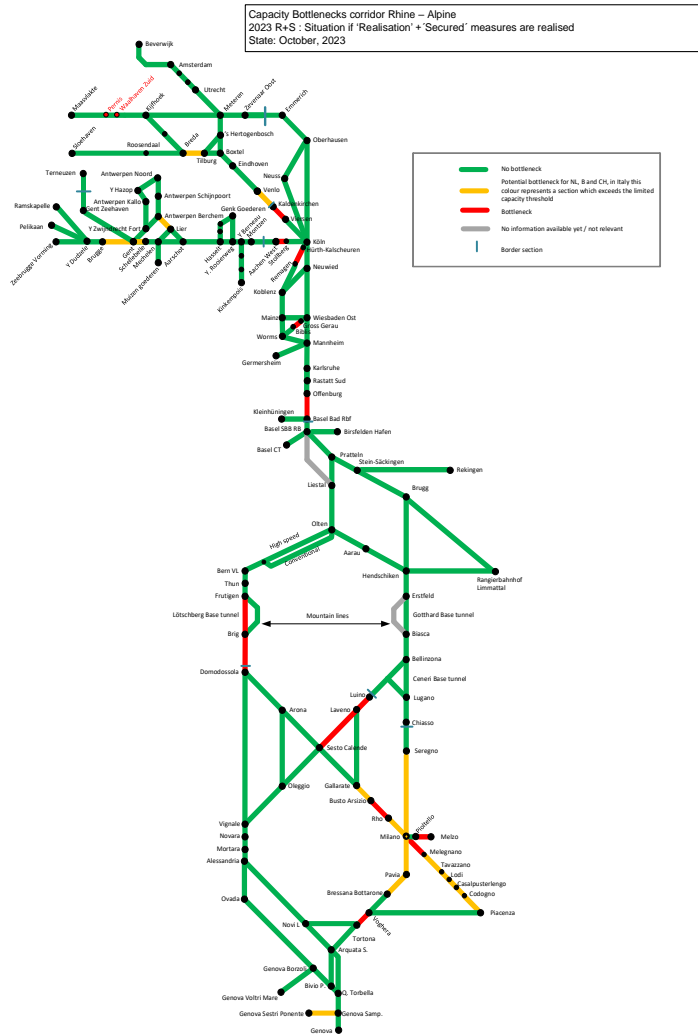 Capacity Bottlenecks corridor Rhine – Alpine
2023 R+S : Situation if ‘Realisation’ +´Secured´ measures are realised
State: October, 2023
Beverwijk
Amsterdam
Utrecht
Maasvlakte
Pernis
Waalhaven Zuid
Kijfhoek
Meteren
Zevenaar Oost
Emmerich
Sloehaven
Roosendaal
Breda
Tilburg
's Hertogenbosch
Boxtel
Oberhausen
Eindhoven
Neuss
Venlo
Kaldenkirchen
Viersen
No bottleneck
Potential bottleneck for NL, B and CH, in Italy this
colour represents a section which exceeds the limited
capacity threshold
Bottleneck
No information available yet / not relevant
Border section
Terneuzen
Antwerpen Noord
Y Hazop
Antwerpen Schijnpoort
Antwerpen Kallo
Ramskapelle
Gent Zeehaven
Antwerpen Berchem
Genk Goederen
Pelikaan
Y Zwijndrecht Fort
Lier
Y Berneau
Montzen
Zeebrugge Vorming
Y Dudzele
Brugge
Gent
Schellebelle
Mechelen
Muizen goederen
Aarschot
Hasselt
Y. Rooierweg
Kinkempois
Aachen West
Stolberg
Köln
Hürth-Kalscheuren
Remagen
Neuwied
Koblenz
Mainz
Wiesbaden Ost
Gross Gerau
Biblis
Worms
Mannheim
Germersheim
Karlsruhe
Rastatt Sud
Offenburg
Kleinhüningen
Basel Bad Rbf
Basel SBB RB
Birsfelden Hafen
Basel CT
Pratteln
Stein-Säckingen
Rekingen
Liestal
Brugg
Olten
High speed
Conventional
Aarau
Bern VL
Hendschiken
Rangierbahnhof
Limmattal
Thun
Frutigen
Erstfeld
Lötschberg Base tunnel
Mountain lines
Gotthard Base tunnel
Brig
Biasca
Bellinzona
Domodossola
Ceneri Base tunnel
Luino
Lugano
Arona
Laveno
Chiasso
Sesto Calende
Seregno
Oleggio
Gallarate
Busto Arsizio
Rho
Vignale
Novara
Milano
Pioltello
Melzo
Mortara
Melegnano
Alessandria
Tavazzano
Pavia
Lodi
Casalpusterlengo
Bressana Bottarone
Codogno
Ovada
Voghera
Piacenza
Novi L
Tortona
Arquata S.
Genova Borzoli
Bivio P.
Q. Torbella
Genova Voltri Mare
Genova Sestri Ponente
Genova Samp.
Genova